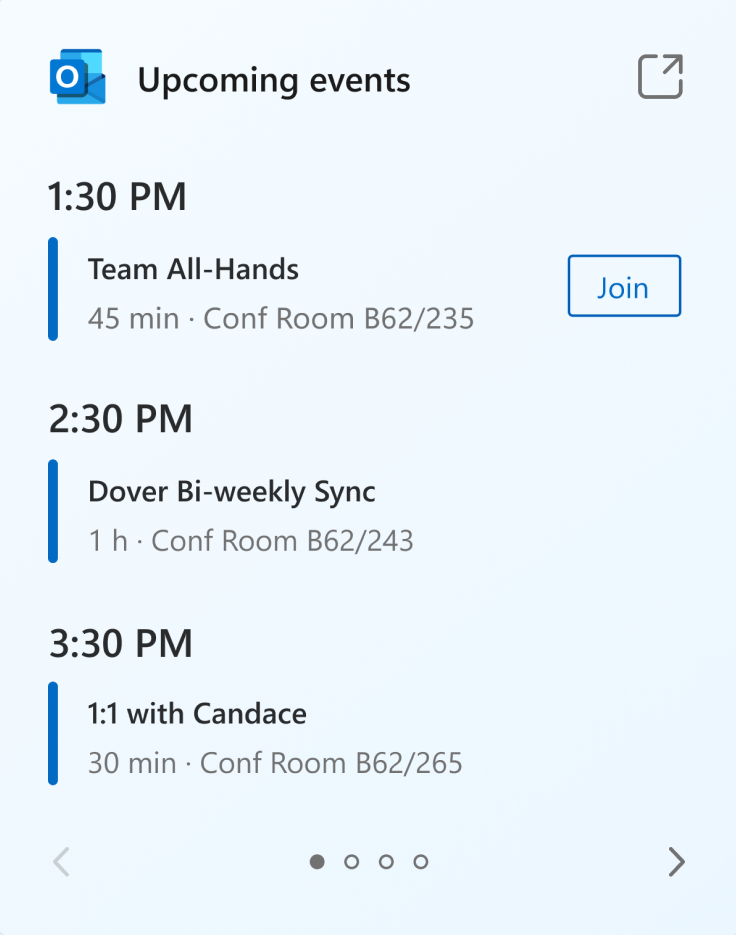 Upcoming events
1:30 PM
Team All-Hands
45 min · Conf Room B62/235
Join
2:30 PM
Dover Bi-weekly Sync
1 h · Conf Room B62/243
3:30 PM
1:1 with Candace
30 min · Conf Room B62/265